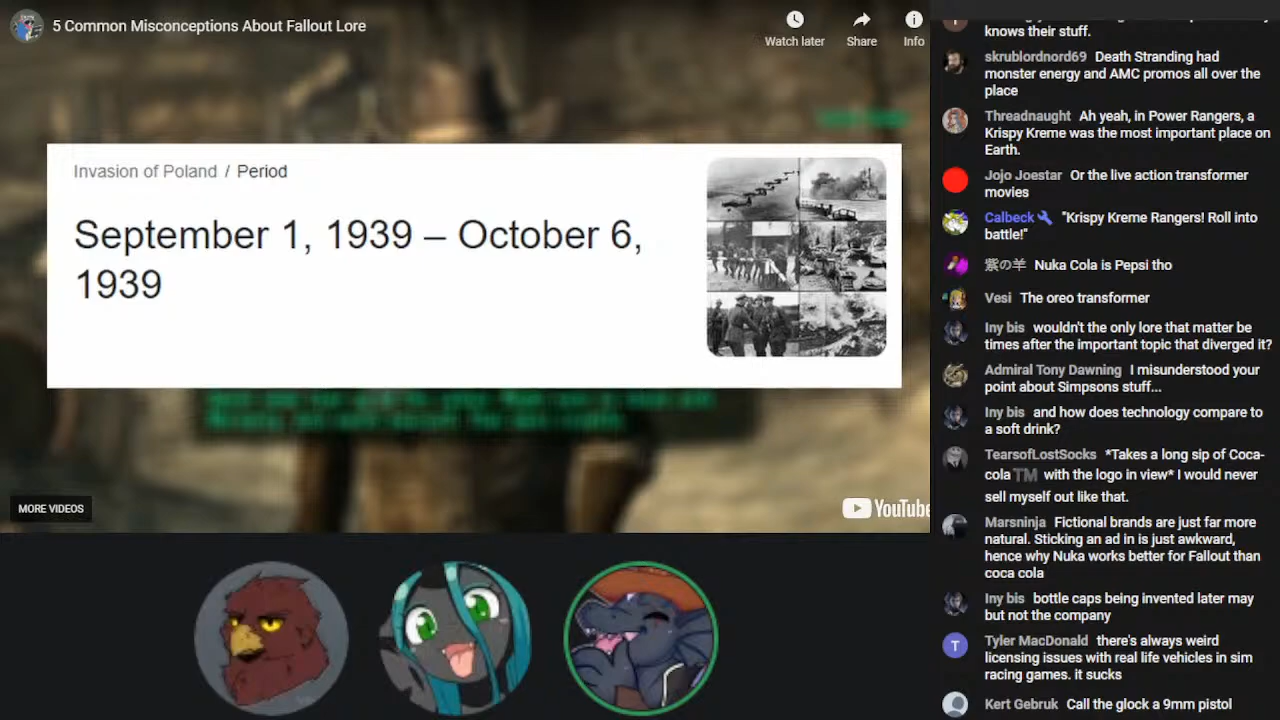 5 Common Misconceptions About Fallout Lore
Watch later
Share
Info
Invasion of Poland / Period
September 1, 1939 – October 6,
1939
MORE VIDEOS
YouTube
knows their stuff.
skrublordnord69 Death Stranding had
monster energy and AMC promos all over the
place
Threadnaught Ah yeah, in Power Rangers, a
Krispy Kreme was the most important place on
Earth.
Jojo Joestar Or the live action transformer
movies
Calbeck "Krispy Kreme Rangers! Roll into
battle!"
紫の羊 Nuka Cola is Pepsi tho
Vesi The oreo transformer
Iny bis wouldn't the only lore that matter be
times after the important topic that diverged it?
Admiral Tony Dawning I misunderstood your
point about Simpsons stuff...
Iny bis and how does technology compare to
a soft drink?
TearsofLostSocks *Takes a long sip of Coca-
cola™ with the logo in view* I would never
sell myself out like that.
Marsninja Fictional brands are just far more
natural. Sticking an ad in is just awkward,
hence why Nuka works better for Fallout than
coca cola
Iny bis bottle caps being invented later may
but not the company
T
Tyler MacDonald there's always weird
licensing issues with real life vehicles in sim
racing games. it sucks
Kert Gebruk Call the glock a 9mm pistol